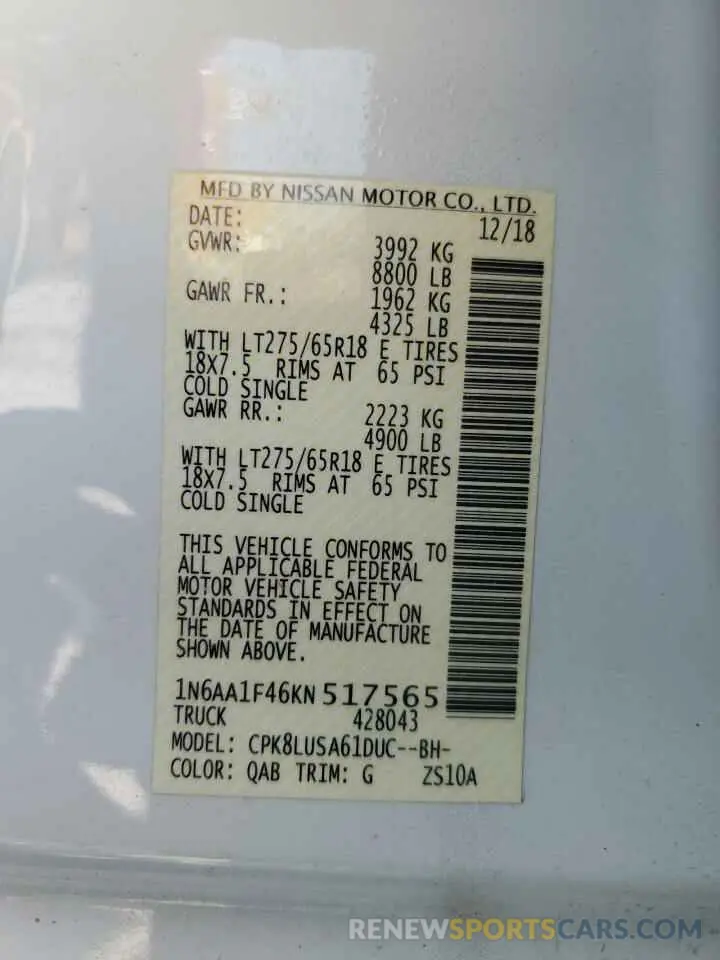 MFD BY NISSAN MOTOR CO., LTD.
DATE: 12/18
GVWR: 3992 KG
8800 LB
GAWR FR.: 1962 KG
4325 LB
WITH LT275/65R18 E TIRES
18X7.5 RIMS AT 65 PSI
COLD SINGLE
GAWR RR.: 2223 KG
4900 LB
WITH LT275/65R18 E TIRES
18X7.5 RIMS AT 65 PSI
COLD SINGLE
THIS VEHICLE CONFORMS TO
ALL APPLICABLE FEDERAL
MOTOR VEHICLE SAFETY
STANDARDS IN EFFECT ON
THE DATE OF MANUFACTURE
SHOWN ABOVE.
1N6AA1F46KN517565
TRUCK 428043
MODEL: CPK8LUSA61DUC--BH-
COLOR: QAB TRIM: G ZS10A
RENEWSPORTSCARS.COM